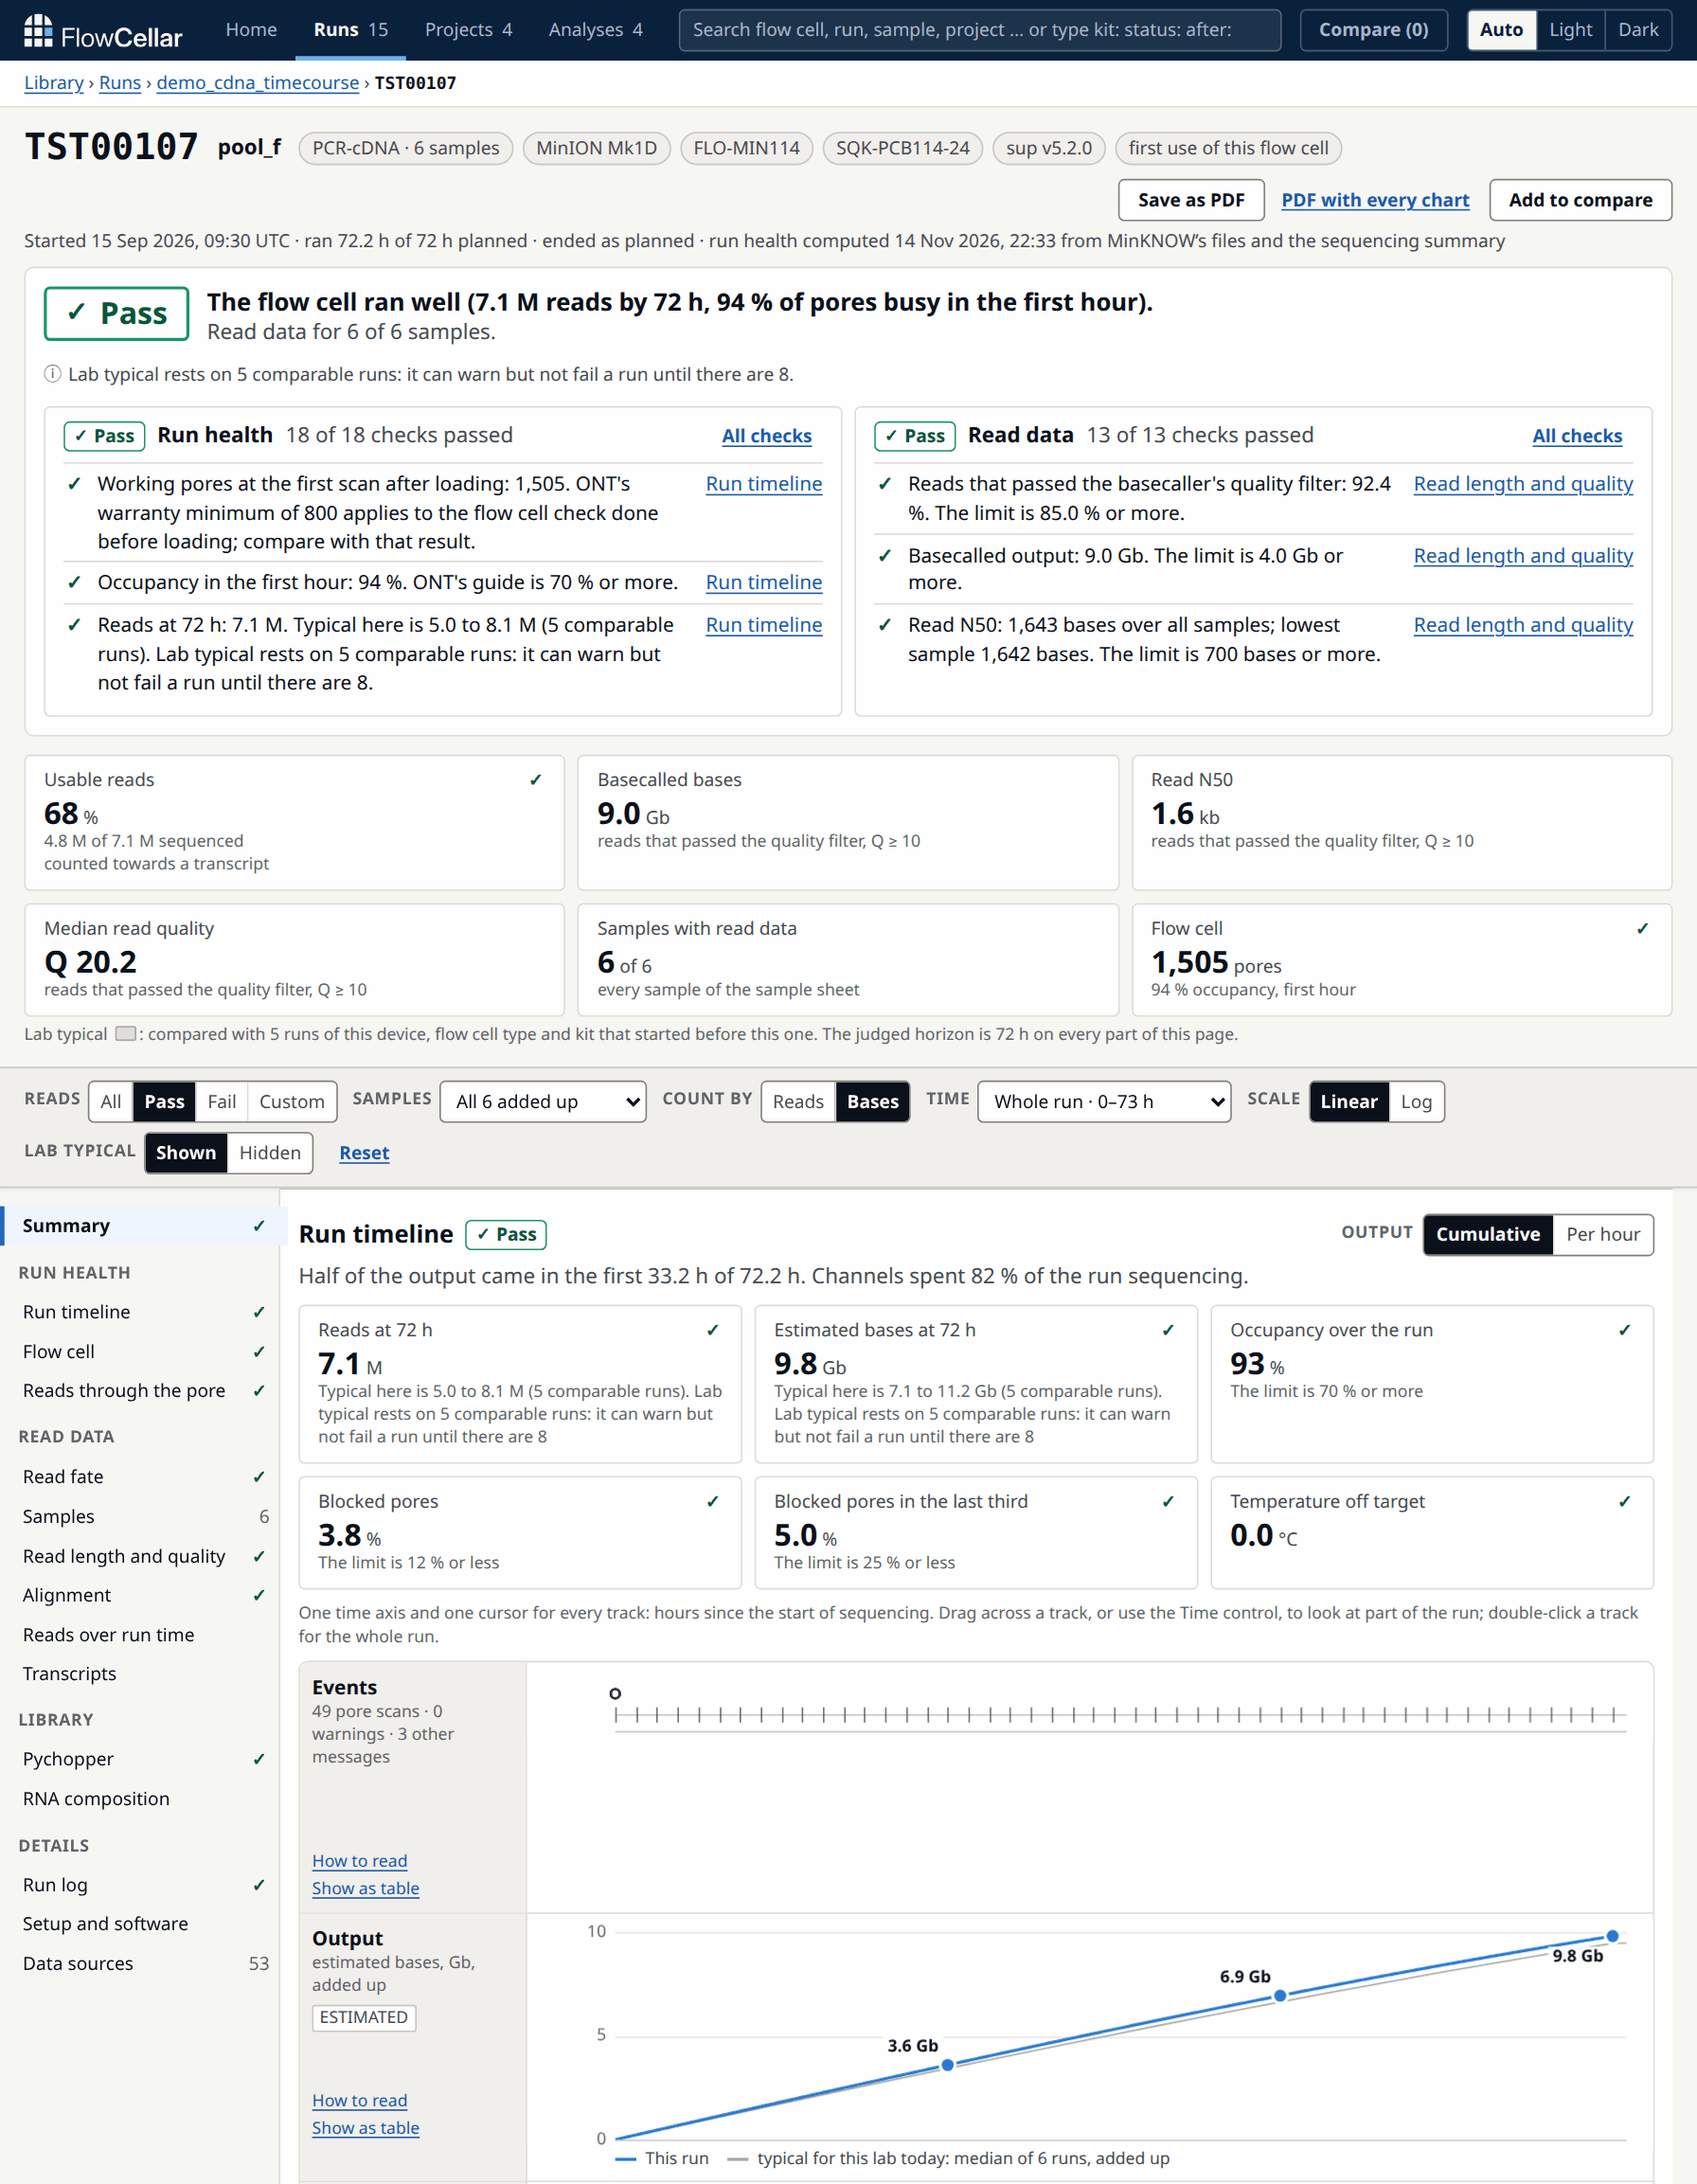 FlowCellar
Home Runs 15 Projects 4 Analyses 4
Search flow cell, run, sample, project ... or type kit: status: after:
Compare (0) Auto Light Dark
Library › Runs › demo_cdna_timecourse › TST00107
TST00107 pool_f PCR-cDNA · 6 samples MinION Mk1D FLO-MIN114 SQK-PCB114-24 sup v5.2.0 first use of this flow cell
Save as PDF PDF with every chart Add to compare
Started 15 Sep 2026, 09:30 UTC · ran 72.2 h of 72 h planned · ended as planned · run health computed 14 Nov 2026, 22:33 from MinKNOW's files and the sequencing summary
✓ Pass
The flow cell ran well (7.1 M reads by 72 h, 94 % of pores busy in the first hour).
Read data for 6 of 6 samples.
ⓘ Lab typical rests on 5 comparable runs: it can warn but not fail a run until there are 8.
✓ Pass Run health 18 of 18 checks passed All checks
✓ Working pores at the first scan after loading: 1,505. ONT's Run timeline
warranty minimum of 800 applies to the flow cell check done
before loading; compare with that result.
✓ Occupancy in the first hour: 94 %. ONT's guide is 70 % or more. Run timeline
✓ Reads at 72 h: 7.1 M. Typical here is 5.0 to 8.1 M (5 comparable Run timeline
runs). Lab typical rests on 5 comparable runs: it can warn but
not fail a run until there are 8.
✓ Pass Read data 13 of 13 checks passed All checks
✓ Reads that passed the basecaller's quality filter: 92.4 Read length and quality
%. The limit is 85.0 % or more.
✓ Basecalled output: 9.0 Gb. The limit is 4.0 Gb or Read length and quality
more.
✓ Read N50: 1,643 bases over all samples; lowest Read length and quality
sample 1,642 bases. The limit is 700 bases or more.
Usable reads ✓
68 %
4.8 M of 7.1 M sequenced
counted towards a transcript
Basecalled bases
9.0 Gb
reads that passed the quality filter, Q ≥ 10
Read N50
1.6 kb
reads that passed the quality filter, Q ≥ 10
Median read quality
Q 20.2
reads that passed the quality filter, Q ≥ 10
Samples with read data
6 of 6
every sample of the sample sheet
Flow cell ✓
1,505 pores
94 % occupancy, first hour
Lab typical : compared with 5 runs of this device, flow cell type and kit that started before this one. The judged horizon is 72 h on every part of this page.
READS All Pass Fail Custom SAMPLES All 6 added up COUNT BY Reads Bases TIME Whole run · 0–73 h SCALE Linear Log
LAB TYPICAL Shown Hidden Reset
Summary ✓
RUN HEALTH
Run timeline ✓
Flow cell ✓
Reads through the pore ✓
READ DATA
Read fate ✓
Samples 6
Read length and quality ✓
Alignment ✓
Reads over run time
Transcripts
LIBRARY
Pychopper ✓
RNA composition
DETAILS
Run log ✓
Setup and software
Data sources 53
Run timeline ✓ Pass OUTPUT Cumulative Per hour
Half of the output came in the first 33.2 h of 72.2 h. Channels spent 82 % of the run sequencing.
Reads at 72 h ✓
7.1 M
Typical here is 5.0 to 8.1 M (5 comparable runs). Lab
typical rests on 5 comparable runs: it can warn but
not fail a run until there are 8
Estimated bases at 72 h ✓
9.8 Gb
Typical here is 7.1 to 11.2 Gb (5 comparable runs).
Lab typical rests on 5 comparable runs: it can warn
but not fail a run until there are 8
Occupancy over the run ✓
93 %
The limit is 70 % or more
Blocked pores ✓
3.8 %
The limit is 12 % or less
Blocked pores in the last third ✓
5.0 %
The limit is 25 % or less
Temperature off target ✓
0.0 °C
One time axis and one cursor for every track: hours since the start of sequencing. Drag across a track, or use the Time control, to look at part of the run; double-click a track
for the whole run.
Events
49 pore scans · 0
warnings · 3 other
messages
How to read
Show as table
Output
estimated bases, Gb,
added up
ESTIMATED
How to read
Show as table
10
5
0
3.6 Gb
6.9 Gb
9.8 Gb
This run typical for this lab today: median of 6 runs, added up